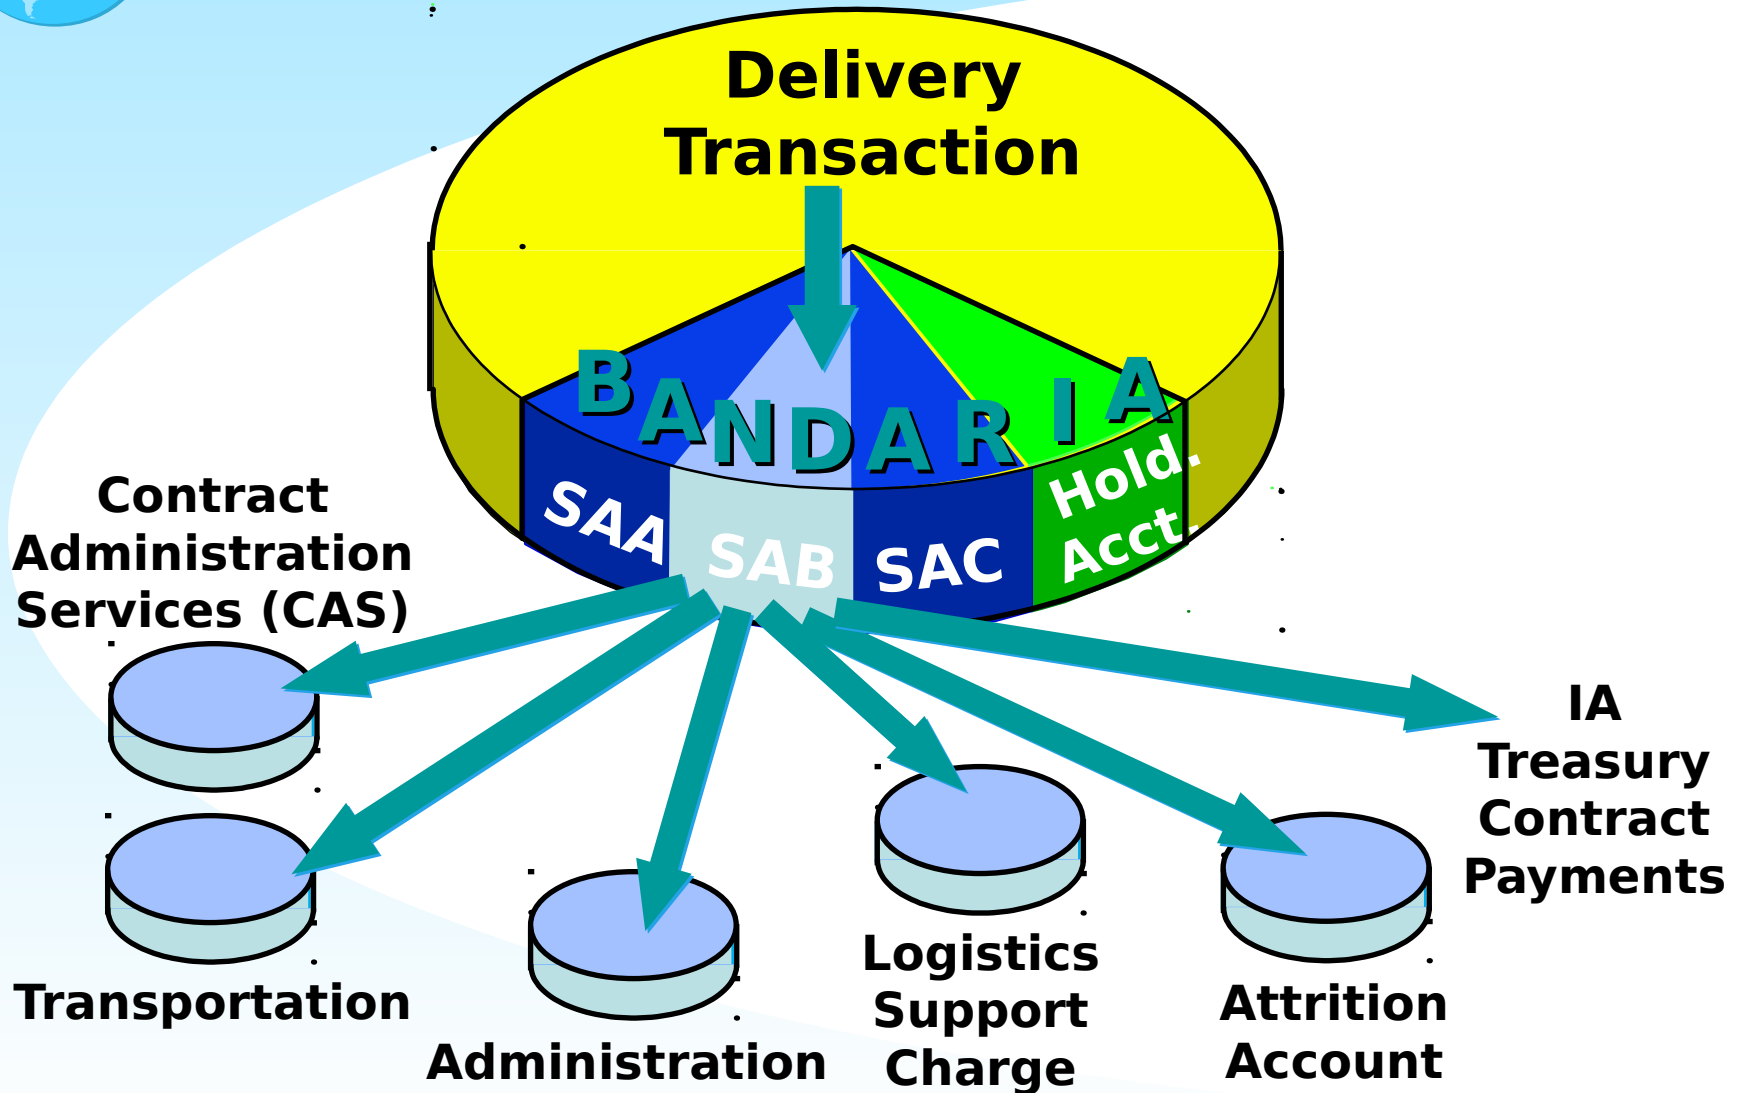 Delivery
Transaction
BANDARIA
SAA
SAB
SAC
Hold.
Acct.
Contract
Administration
Services (CAS)
Transportation
Administration
Logistics
Support
Charge
Attrition
Account
IA
Treasury
Contract
Payments